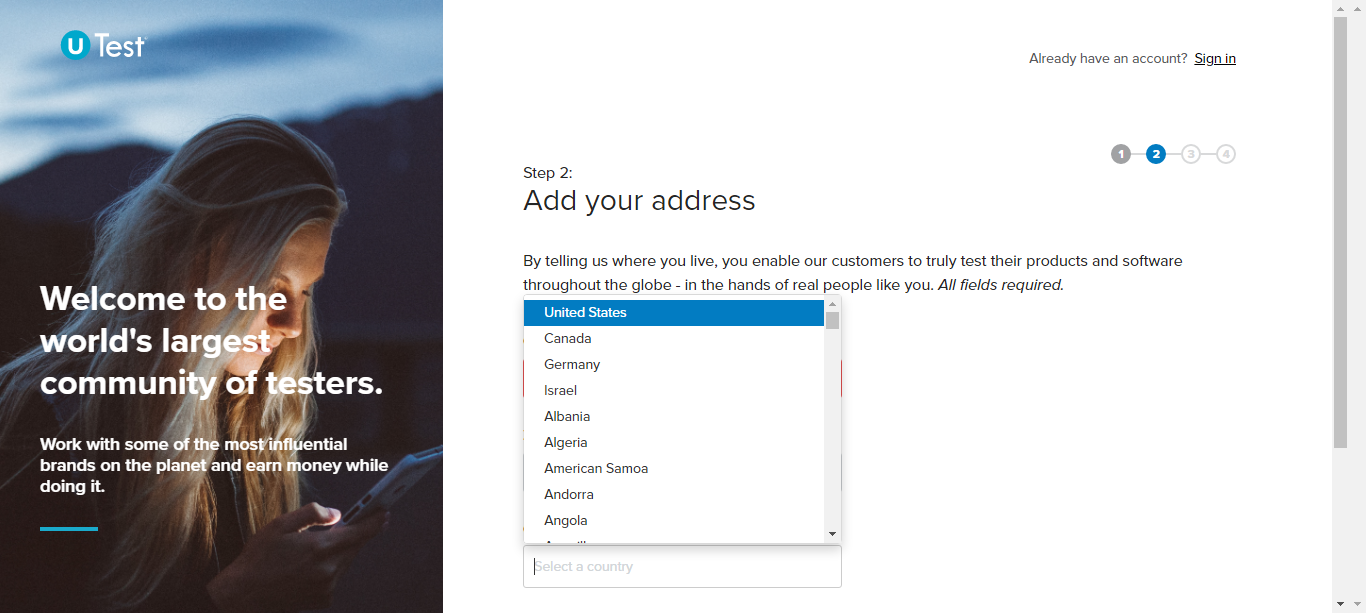 U Test
Already have an account? Sign in
1 2 3 4
Step 2:
Add your address
By telling us where you live, you enable our customers to truly test their products and software
throughout the globe - in the hands of real people like you. All fields required.
United States
Canada
Germany
Israel
Albania
Algeria
American Samoa
Andorra
Angola
Select a country
Welcome to the
world's largest
community of testers.
Work with some of the most influential
brands on the planet and earn money while
doing it.